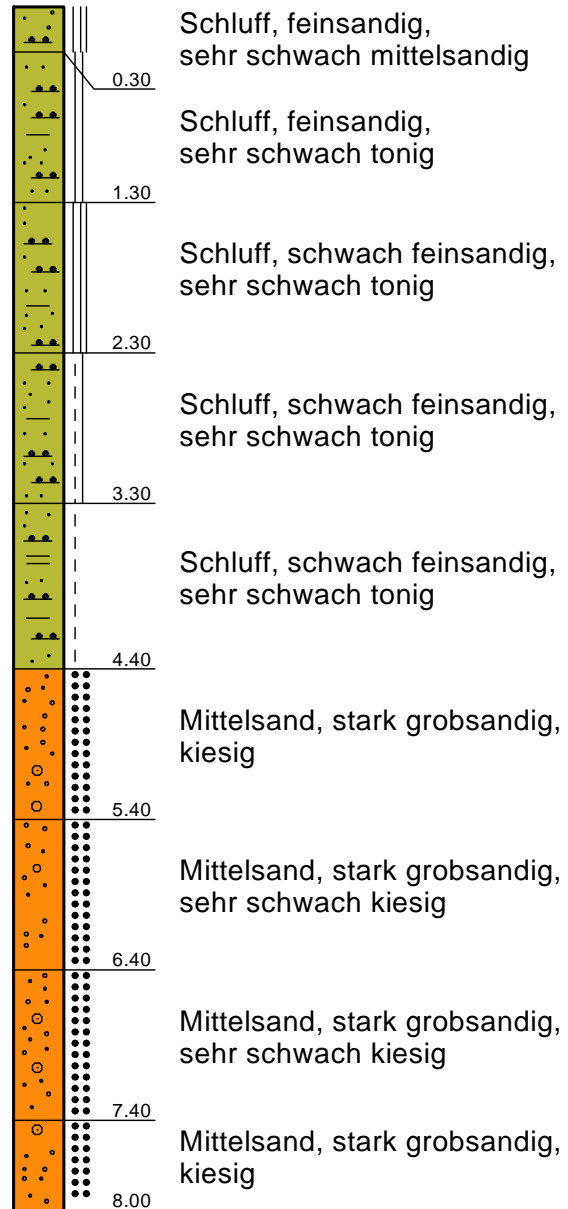 Schluff, feinsandig,
sehr schwach mittelsandig
0.30
Schluff, feinsandig,
sehr schwach tonig
1.30
Schluff, schwach feinsandig,
sehr schwach tonig
2.30
Schluff, schwach feinsandig,
sehr schwach tonig
3.30
Schluff, schwach feinsandig,
sehr schwach tonig
4.40
Mittelsand, stark grobsandig,
kiesig
5.40
Mittelsand, stark grobsandig,
sehr schwach kiesig
6.40
Mittelsand, stark grobsandig,
sehr schwach kiesig
7.40
Mittelsand, stark grobsandig,
kiesig
8.00